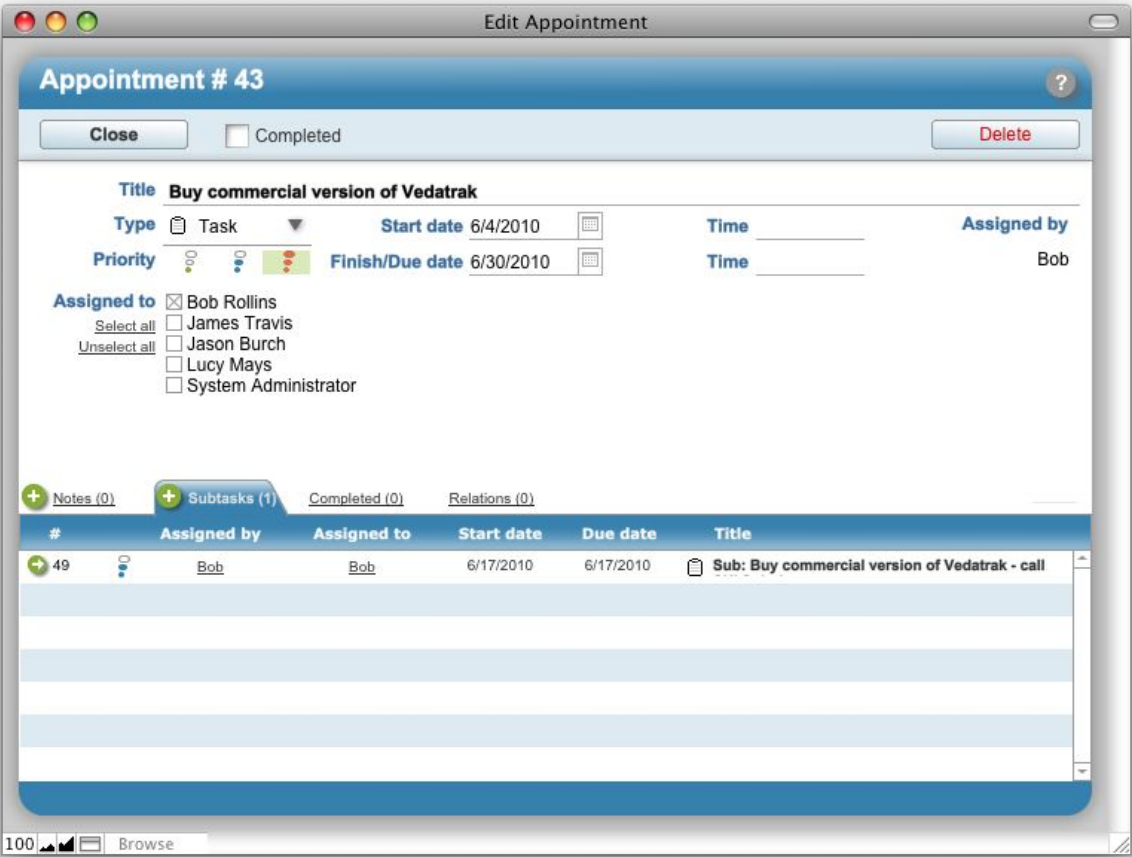 Edit Appointment
Appointment # 43
?
Close
Completed
Delete
Title Buy commercial version of Vedatrak
Type Task Start date 6/4/2010 Time Assigned by
Priority Finish/Due date 6/30/2010 Time Bob
Assigned to Bob Rollins
Select all James Travis
Unselect all Jason Burch
Lucy Mays
System Administrator
Notes (0) Subtasks (1) Completed (0) Relations (0)
# Assigned by Assigned to Start date Due date Title
49 Bob Bob 6/17/2010 6/17/2010 Sub: Buy commercial version of Vedatrak - call
100 Browse